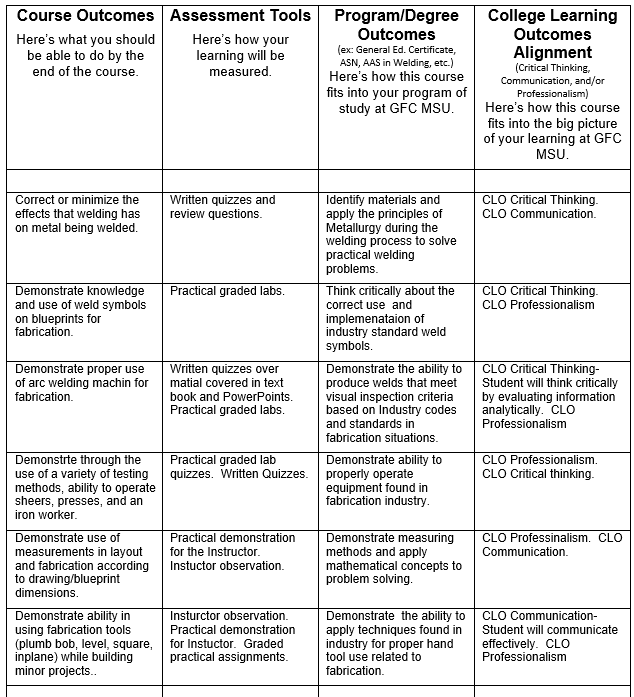 Course Outcomes
Here's what you should
be able to do by the
end of the course.
Assessment Tools
Here's how your
learning will be
measured.
Program/Degree
Outcomes
(ex: General Ed. Certificate,
ASN, AAS in Welding, etc.)
Here's how this course
fits into your program of
study at GFC MSU.
College Learning
Outcomes
Alignment
(Critical Thinking,
Communication, and/or
Professionalism)
Here's how this course
fits into the big picture
of your learning at GFC
MSU.
Correct or minimize the
effects that welding has
on metal being welded.
Written quizzes and
review questions.
Identify materials and
apply the principles of
Metallurgy during the
welding process to solve
practical welding
problems.
CLO Critical Thinking.
CLO Communication.
Demonstrate knowledge
and use of weld symbols
on blueprints for
fabrication.
Practical graded labs.
Think critically about the
correct use and
implemenataion of
industry standard weld
symbols.
CLO Critical Thinking.
CLO Professionalism
Demonstrate proper use
of arc welding machin for
fabrication.
Written quizzes over
matial covered in text
book and PowerPoints.
Practical graded labs.
Demonstrate the ability to
produce welds that meet
visual inspection criteria
based on Industry codes
and standards in
fabrication situations.
CLO Critical Thinking-
Student will think critically
by evaluating information
analytically. CLO
Professionalism
Demonstrte through the
use of a variety of testing
methods, ability to operate
sheers, presses, and an
iron worker.
Practical graded lab
quizzes. Written Quizzes.
Demonstrate ability to
properly operate
equipment found in
fabrication industry.
CLO Professionalism.
CLO Critical thinking.
Demonstrate use of
measurements in layout
and fabrication according
to drawing/blueprint
dimensions.
Practical demonstration
for the Instructor.
Instuctor observation.
Demonstrate measuring
methods and apply
mathematical concepts to
problem solving.
CLO Professinalism. CLO
Communication.
Demonstrate ability in
using fabrication tools
(plumb bob, level, square,
inplane) while building
minor projects..
Insturctor observation.
Practical demonstration
for Instuctor. Graded
practical assignments.
Demonstrate the ability to
apply techniques found in
industry for proper hand
tool use related to
fabrication.
CLO Communication-
Student will communicate
effectively. CLO
Professionalism